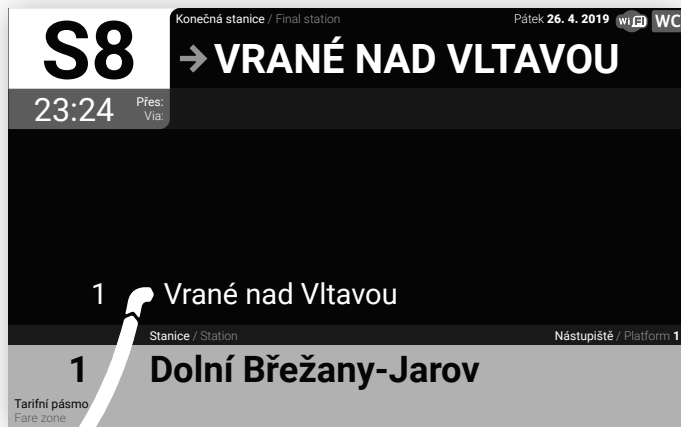 S8
Konečná stanice / Final station
Pátek 26. 4. 2019
WiFi
WC
→ VRANÉ NAD VLTAVOU
23:24
Přes:
Via:
1 Vrané nad Vltavou
Stanice / Station
Nástupiště / Platform 1
1 Dolní Břežany-Jarov
Tarifní pásmo
Fare zone